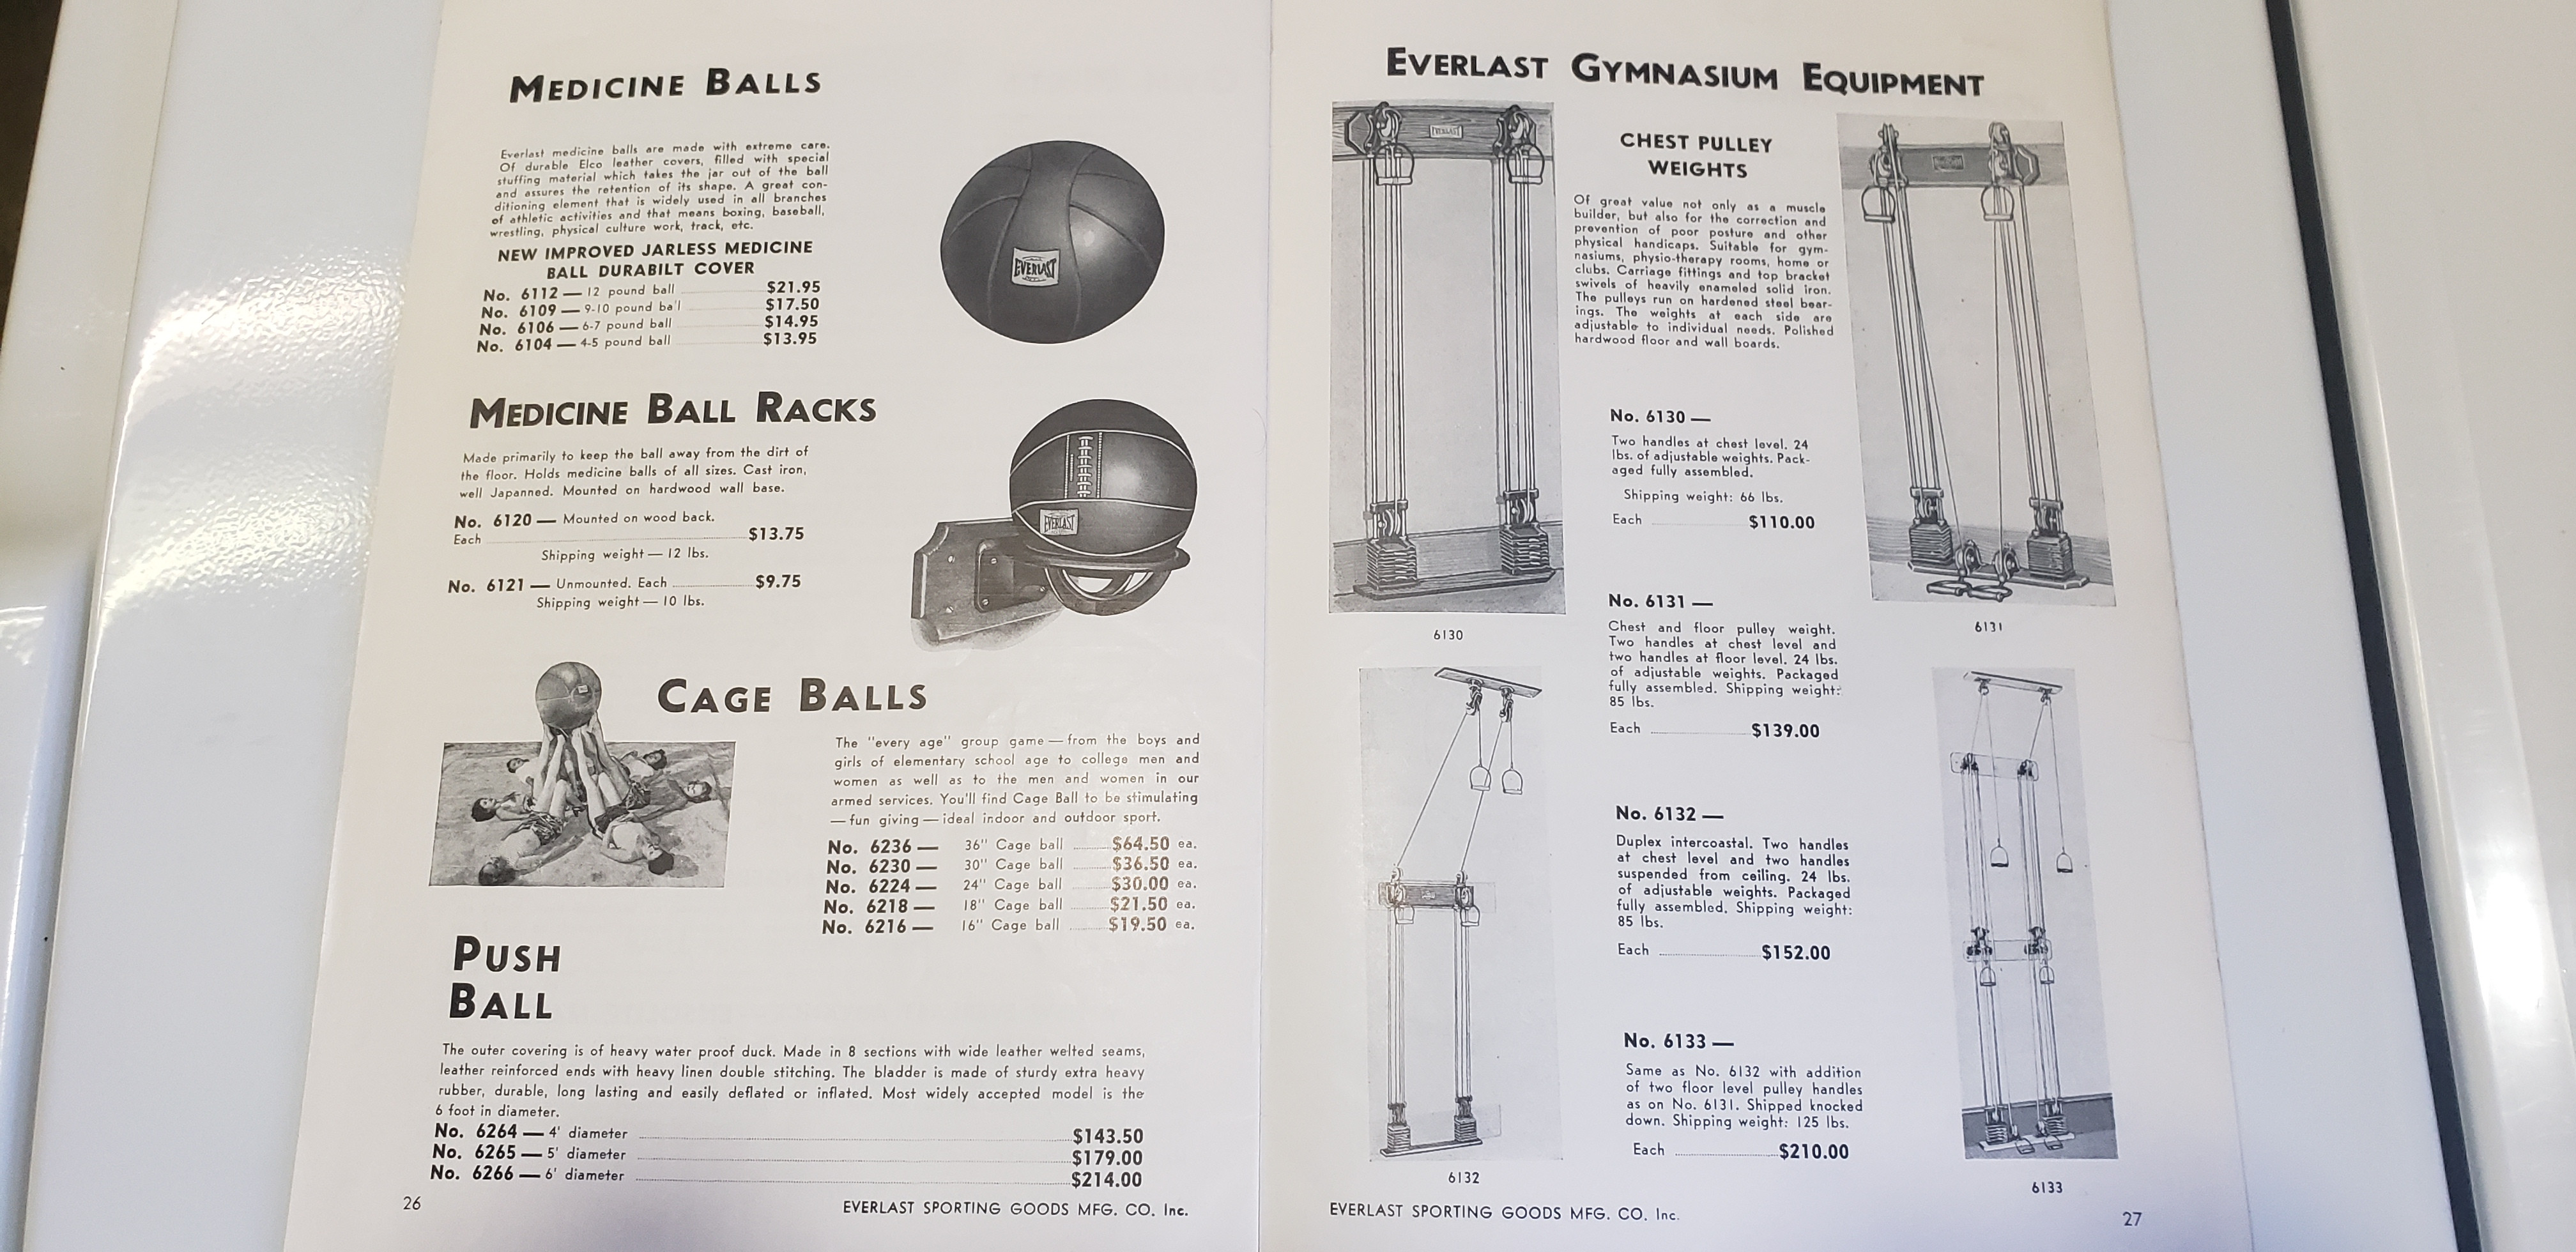 MEDICINE BALLS
Everlast medicine balls are made with extreme care.
Of durable Elco leather covers, filled with special
stuffing material which takes the jar out of the ball
and assures the retention of its shape. A great con-
ditioning element that is widely used in all branches
of athletic activities and that means boxing, baseball,
wrestling, physical culture work, track, etc.
NEW IMPROVED JARLESS MEDICINE
BALL DURABILT COVER
No. 6112 — 12 pound ball $21.95
No. 6109 — 9-10 pound ball $17.50
No. 6106 — 6-7 pound ball $14.95
No. 6104 — 4-5 pound ball $13.95
EVERLAST
MEDICINE BALL RACKS
Made primarily to keep the ball away from the dirt of
the floor. Holds medicine balls of all sizes. Cast iron,
well Japanned. Mounted on hardwood wall base.
No. 6120 — Mounted on wood back.
Each $13.75
Shipping weight — 12 lbs.
No. 6121 — Unmounted. Each $9.75
Shipping weight — 10 lbs.
EVERLAST
CAGE BALLS
The "every age" group game — from the boys and
girls of elementary school age to college men and
women as well as to the men and women in our
armed services. You'll find Cage Ball to be stimulating
— fun giving — ideal indoor and outdoor sport.
No. 6236 — 36" Cage ball $64.50 ea.
No. 6230 — 30" Cage ball $36.50 ea.
No. 6224 — 24" Cage ball $30.00 ea.
No. 6218 — 18" Cage ball $21.50 ea.
No. 6216 — 16" Cage ball $19.50 ea.
PUSH
BALL
The outer covering is of heavy water proof duck. Made in 8 sections with wide leather welted seams,
leather reinforced ends with heavy linen double stitching. The bladder is made of sturdy extra heavy
rubber, durable, long lasting and easily deflated or inflated. Most widely accepted model is the
6 foot in diameter.
No. 6264 — 4' diameter $143.50
No. 6265 — 5' diameter $179.00
No. 6266 — 6' diameter $214.00
26
EVERLAST SPORTING GOODS MFG. CO. Inc.
EVERLAST GYMNASIUM EQUIPMENT
EVERLAST
CHEST PULLEY
WEIGHTS
Of great value not only as a muscle
builder, but also for the correction and
prevention of poor posture and other
physical handicaps. Suitable for gym-
nasiums, physio-therapy rooms, home or
clubs. Carriage fittings and top bracket
swivels of heavily enameled solid iron.
The pulleys run on hardened steel bear-
ings. The weights at each side are
adjustable to individual needs. Polished
hardwood floor and wall boards.
No. 6130 —
Two handles at chest level. 24
lbs. of adjustable weights. Pack-
aged fully assembled.
Shipping weight: 66 lbs.
Each $110.00
No. 6131 —
Chest and floor pulley weight.
Two handles at chest level and
two handles at floor level. 24 lbs.
of adjustable weights. Packaged
fully assembled. Shipping weight:
85 lbs.
Each $139.00
6130
6131
No. 6132 —
Duplex intercoastal. Two handles
at chest level and two handles
suspended from ceiling. 24 lbs.
of adjustable weights. Packaged
fully assembled. Shipping weight:
85 lbs.
Each $152.00
No. 6133 —
Same as No. 6132 with addition
of two floor level pulley handles
as on No. 6131. Shipped knocked
down. Shipping weight: 125 lbs.
Each $210.00
6132
6133
EVERLAST SPORTING GOODS MFG. CO. Inc.
27